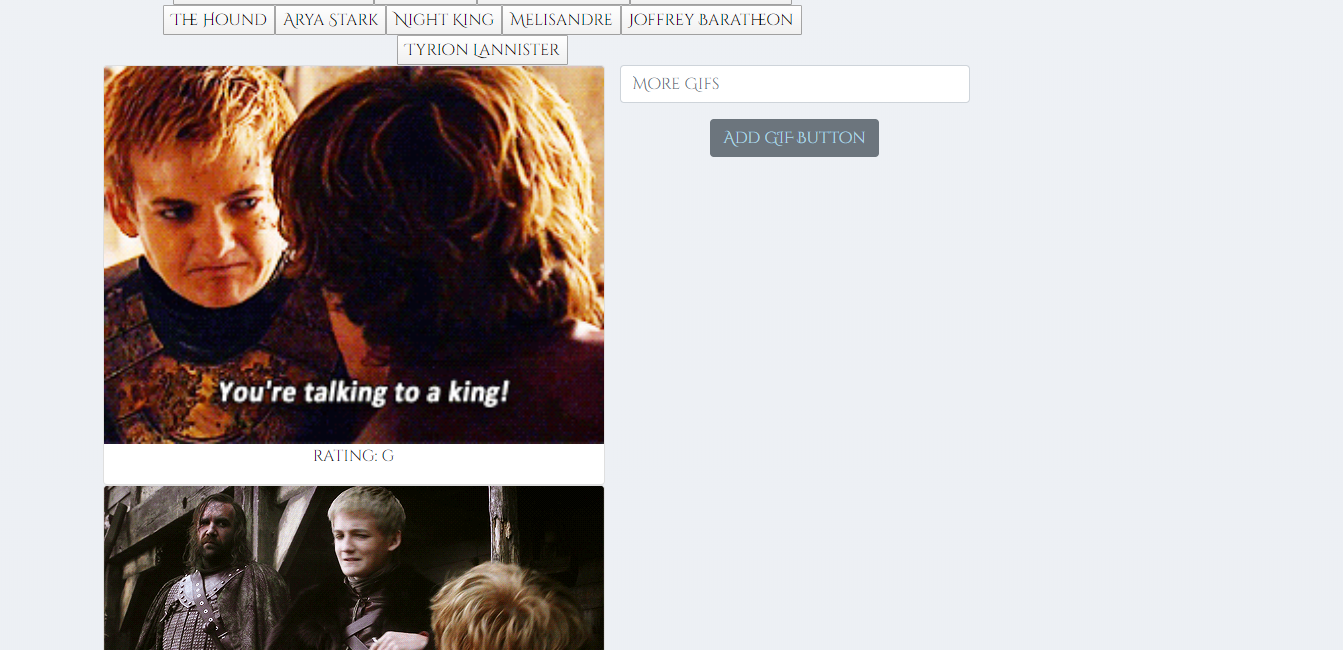 The Hound Arya Stark Night King Melisandre Joffrey Baratheon
Tyrion Lannister
More Gifs
Add GIF Button
You're talking to a king!
Rating: G